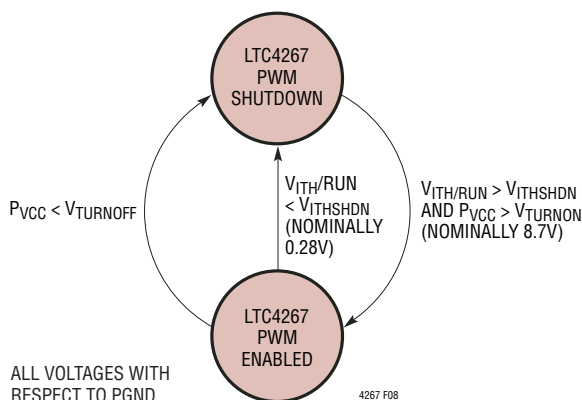 LTC4267
PWM
SHUTDOWN
PVCC < VTURNOFF
VITH/RUN
< VITHSHDN
(NOMINALLY
0.28V)
VITH/RUN > VITHSHDN
AND PVCC > VTURNON
(NOMINALLY 8.7V)
LTC4267
PWM
ENABLED
ALL VOLTAGES WITH
RESPECT TO PGND
4267 F08